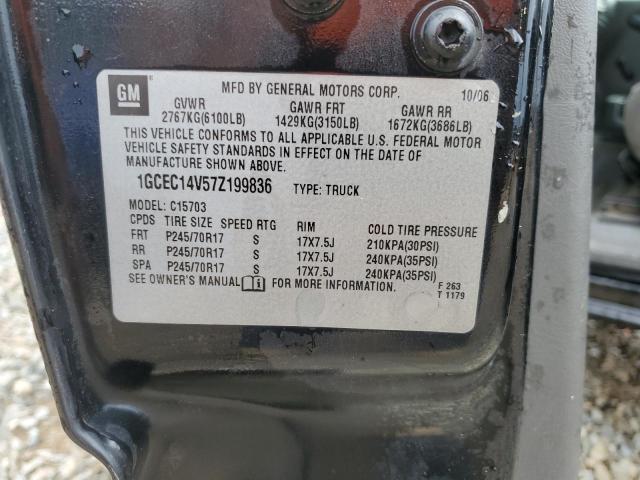 GM
MFD BY GENERAL MOTORS CORP. 10/06
GVWR GAWR FRT GAWR RR
2767KG(6100LB) 1429KG(3150LB) 1672KG(3686LB)
THIS VEHICLE CONFORMS TO ALL APPLICABLE U.S. FEDERAL MOTOR
VEHICLE SAFETY STANDARDS IN EFFECT ON THE DATE OF
MANUFACTURE SHOWN ABOVE.
1GCEC14V57Z199836 TYPE: TRUCK
MODEL: C15703
CPDS TIRE SIZE SPEED RTG RIM COLD TIRE PRESSURE
FRT P245/70R17 S 17X7.5J 210KPA(30PSI)
RR P245/70R17 S 17X7.5J 240KPA(35PSI)
SPA P245/70R17 S 17X7.5J 240KPA(35PSI)
SEE OWNER'S MANUAL FOR MORE INFORMATION.
F 263
T 1179